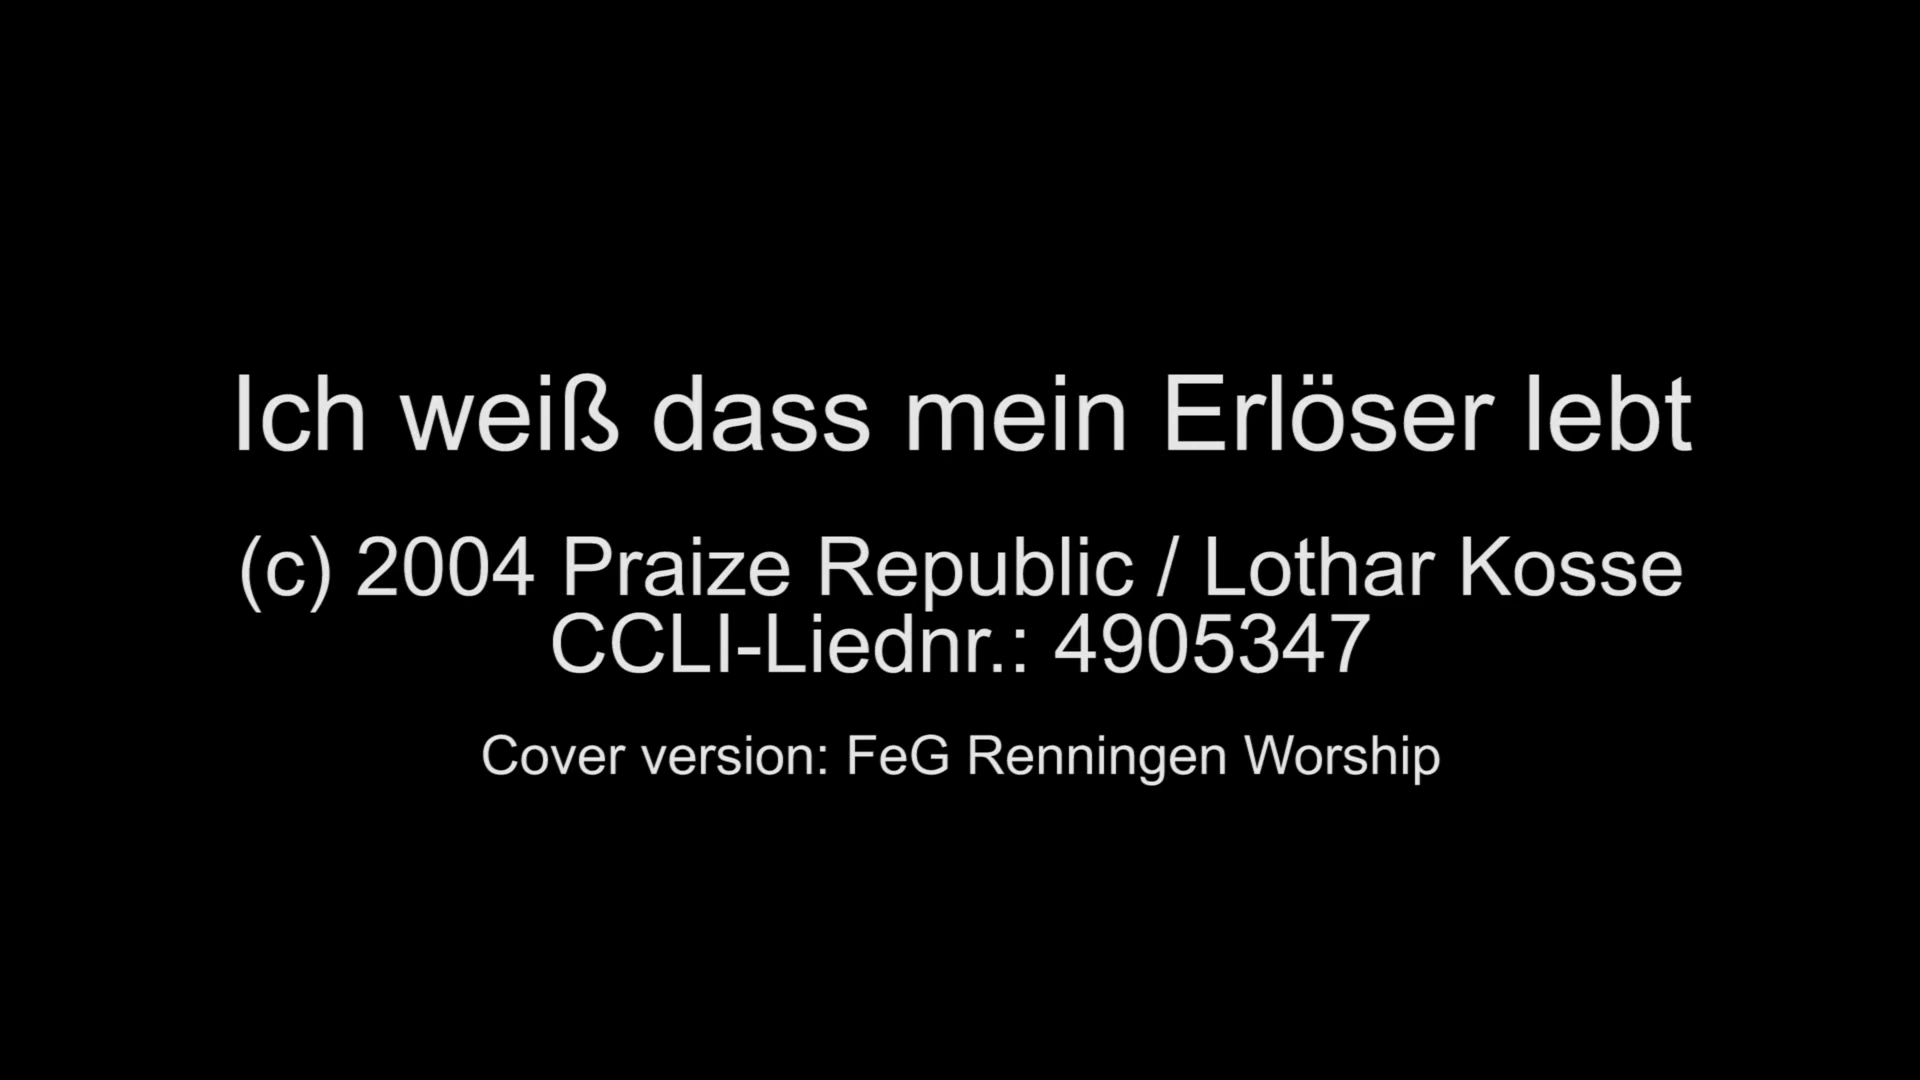 Ich weiß dass mein Erlöser lebt
(c) 2004 Praize Republic / Lothar Kosse
CCLI-Liednr.: 4905347
Cover version: FeG Renningen Worship